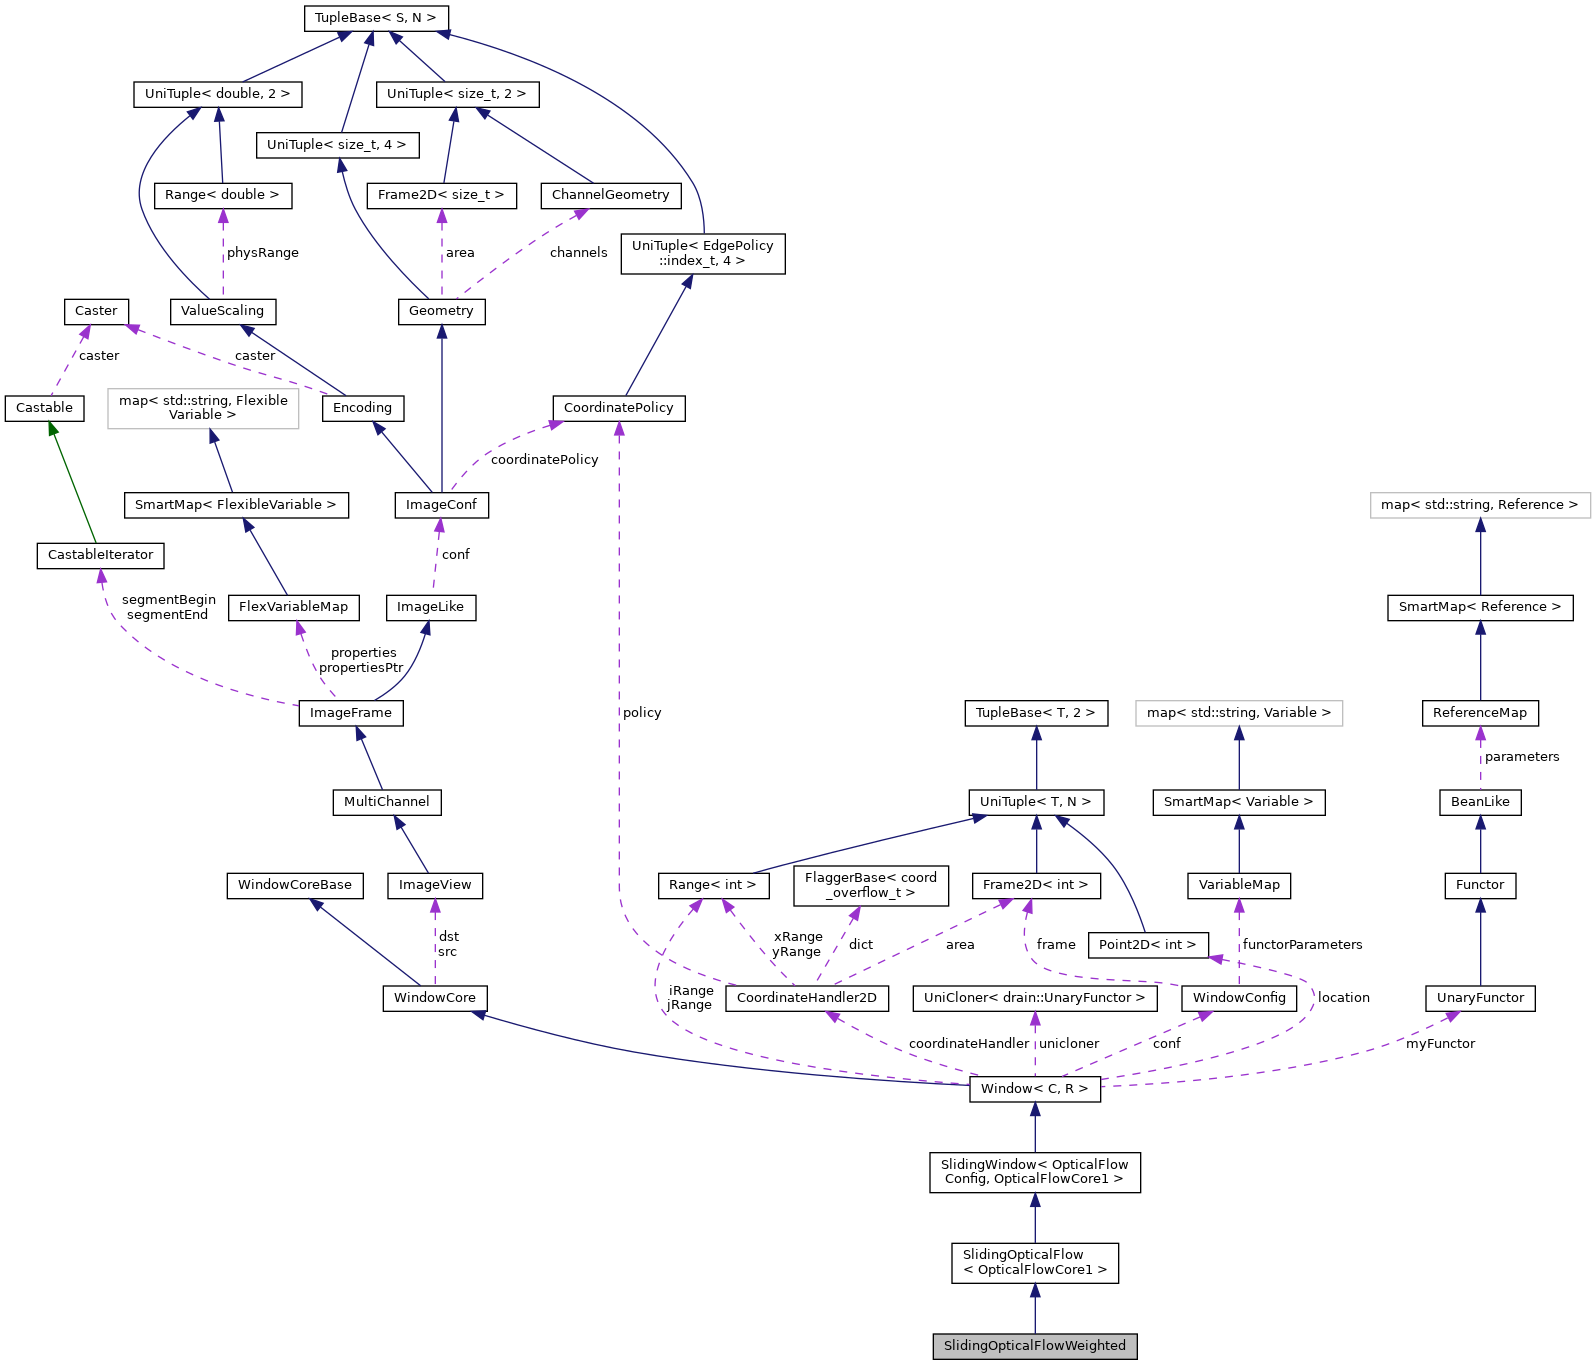 TupleBase< S, N >
UniTuple< double, 2 >
UniTuple< size_t, 2 >
UniTuple< size_t, 4 >
Range< double >
Frame2D< size_t >
ChannelGeometry
UniTuple< EdgePolicy
::index_t, 4 >
physRange
area
channels
Caster
ValueScaling
Geometry
caster
caster
map< std::string, Flexible
Variable >
Castable
Encoding
CoordinatePolicy
coordinatePolicy
SmartMap< FlexibleVariable >
ImageConf
map< std::string, Reference >
CastableIterator
conf
segmentBegin
segmentEnd
FlexVariableMap
ImageLike
SmartMap< Reference >
properties
propertiesPtr
ImageFrame
policy
TupleBase< T, 2 >
map< std::string, Variable >
ReferenceMap
parameters
MultiChannel
UniTuple< T, N >
SmartMap< Variable >
BeanLike
WindowCoreBase
ImageView
Range< int >
FlaggerBase< coord
_overflow_t >
Frame2D< int >
VariableMap
Functor
dst
src
xRange
yRange
dict
area
frame
Point2D< int >
functorParameters
WindowCore
iRange
jRange
CoordinateHandler2D
UniCloner< drain::UnaryFunctor >
WindowConfig
location
UnaryFunctor
coordinateHandler
unicloner
conf
myFunctor
Window< C, R >
SlidingWindow< OpticalFlow
Config, OpticalFlowCore1 >
SlidingOpticalFlow
< OpticalFlowCore1 >
SlidingOpticalFlowWeighted